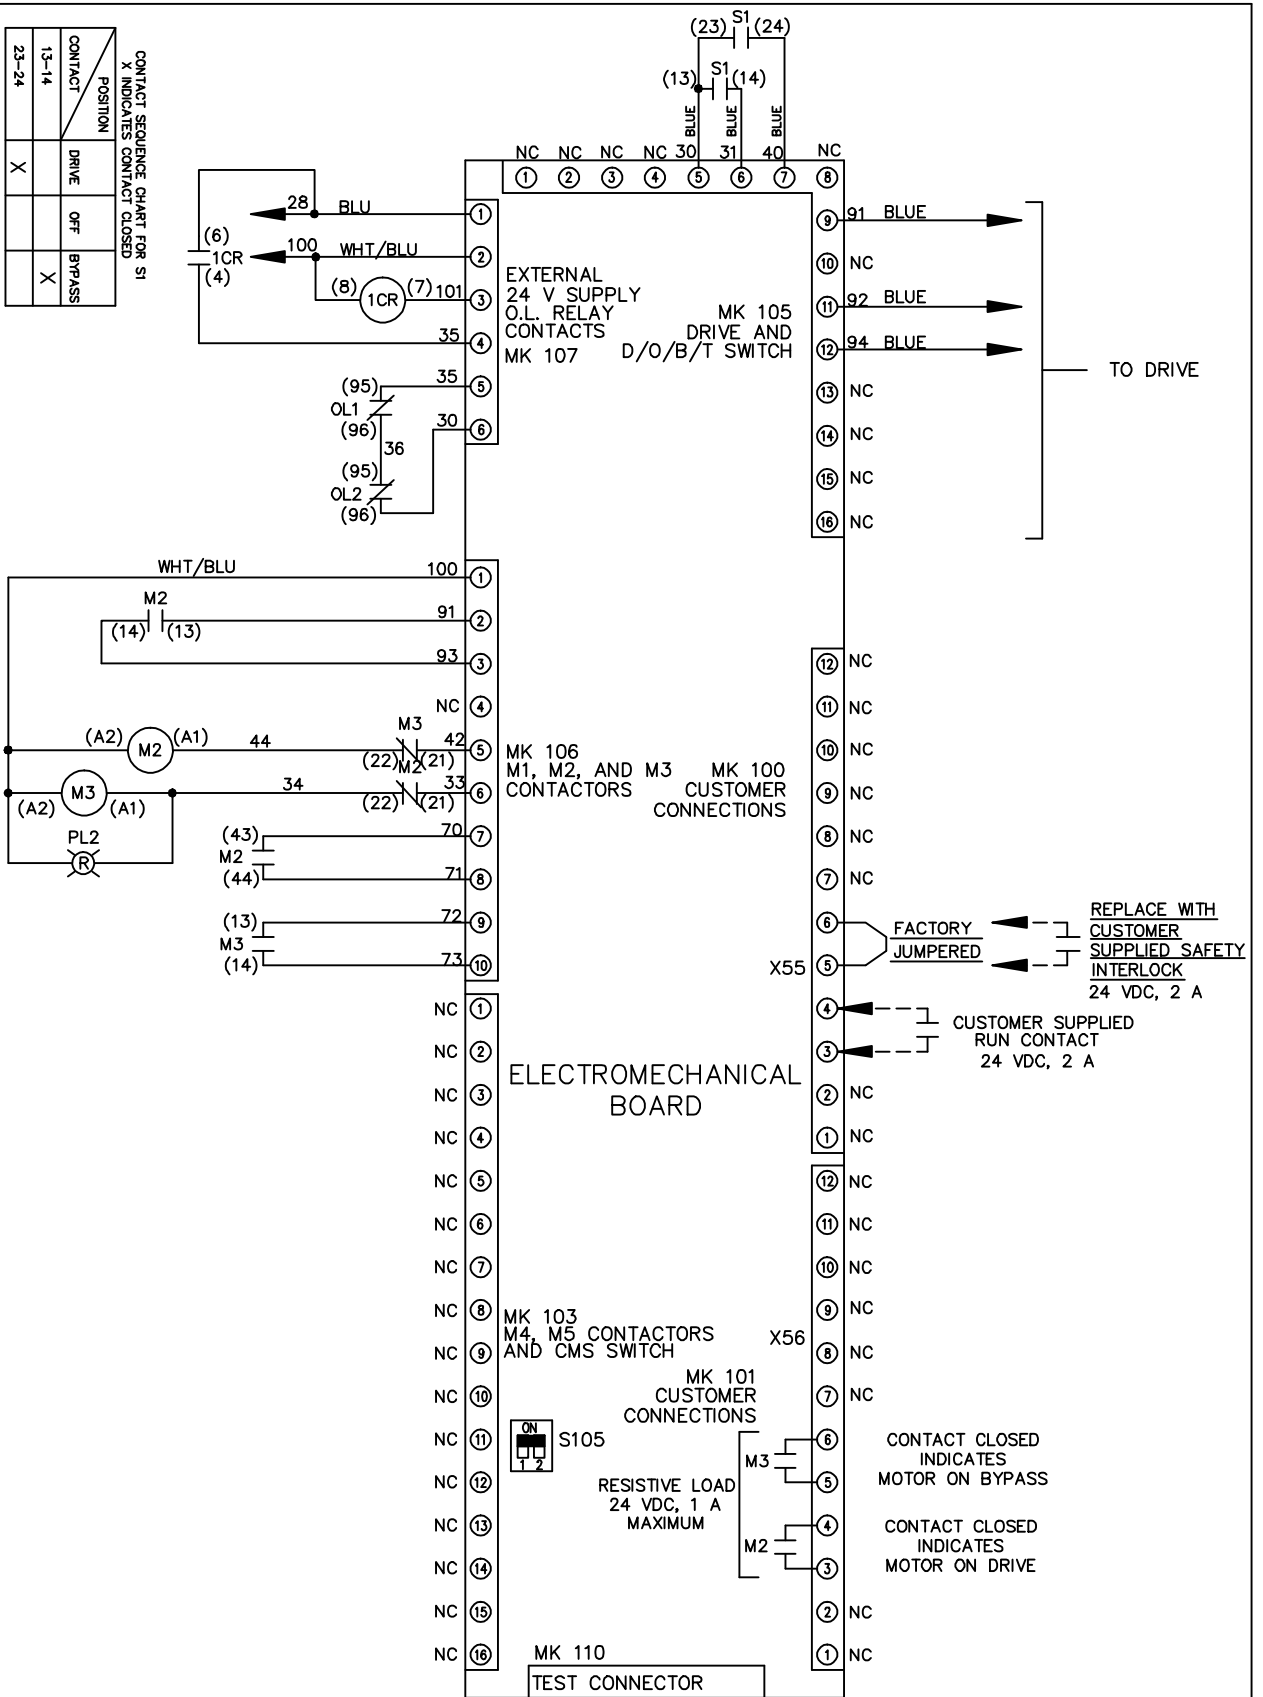 CONTACT SEQUENCE CHART FOR S1
X INDICATES CONTACT CLOSED
POSITION
CONTACT DRIVE OFF BYPASS
13-14 X
23-24 X
(23) S1 (24)
(13) S1 (14)
BLUE BLUE BLUE
NC NC NC NC 30 31 40 NC
1 2 3 4 5 6 7 8
28 BLU 1
100 WHT/BLU 2
(6)
1CR
(4)
(8) 1CR (7) 101 3
35 4
(95) 35 5
OL1
(96)
30 6
36
(95)
OL2
(96)
EXTERNAL
24 V SUPPLY
O.L. RELAY
CONTACTS
MK 107
MK 105
DRIVE AND
D/O/B/T SWITCH
9 91 BLUE
10 NC
11 92 BLUE
12 94 BLUE
13 NC
14 NC
15 NC
16 NC
TO DRIVE
WHT/BLU 100 1
M2 91 2
(14) (13)
93 3
NC 4
(A2) M2 (A1) 44 M3 42 5
(22) (21)
(A2) M3 (A1) 34 M2 33 6
(22) (21)
PL2
R
(43) 70 7
M2
(44) 71 8
(13) 72 9
M3
(14) 73 10
MK 106
M1, M2, AND M3
CONTACTORS
MK 100
CUSTOMER
CONNECTIONS
12 NC
11 NC
10 NC
9 NC
8 NC
7 NC
6
X55 5
4
3
2 NC
1 NC
FACTORY
JUMPERED
REPLACE WITH
CUSTOMER
SUPPLIED SAFETY
INTERLOCK
24 VDC, 2 A
CUSTOMER SUPPLIED
RUN CONTACT
24 VDC, 2 A
ELECTROMECHANICAL
BOARD
NC 1
NC 2
NC 3
NC 4
NC 5
NC 6
NC 7
NC 8
NC 9
NC 10
NC 11
NC 12
NC 13
NC 14
NC 15
NC 16
MK 103
M4, M5 CONTACTORS
AND CMS SWITCH
ON
1 2
S105
12 NC
11 NC
10 NC
9 NC
X56
8 NC
7 NC
MK 101
CUSTOMER
CONNECTIONS
6
M3
5
4
M2
3
2 NC
1 NC
RESISTIVE LOAD
24 VDC, 1 A
MAXIMUM
CONTACT CLOSED
INDICATES
MOTOR ON BYPASS
CONTACT CLOSED
INDICATES
MOTOR ON DRIVE
MK 110
TEST CONNECTOR